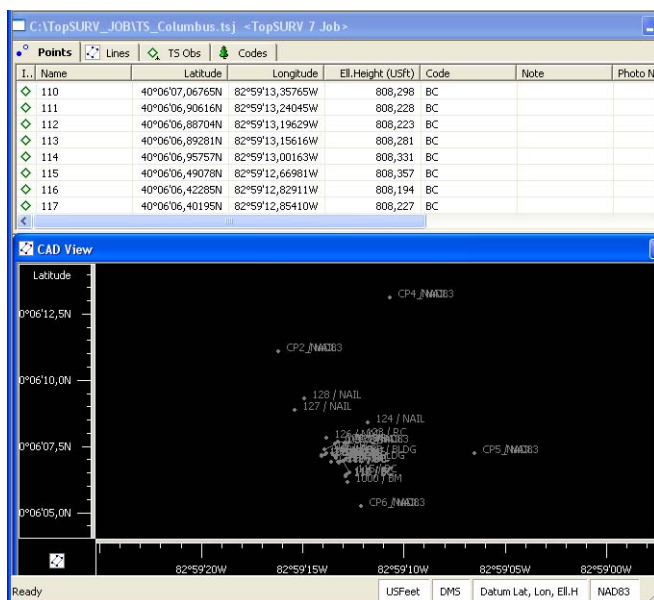 C:\TopSURV_JOB\TS_Columbus.tsj <TopSURV 7 Job>
Points Lines TS Obs Codes
I.. Name Latitude Longitude Ell.Height (USft) Code Note Photo N
110 40°06'07,06765N 82°59'13,35765W 808,298 BC
111 40°06'06,90616N 82°59'13,24045W 808,228 BC
112 40°06'06,88704N 82°59'13,19629W 808,223 BC
113 40°06'06,89281N 82°59'13,15616W 808,281 BC
114 40°06'06,95757N 82°59'13,00163W 808,331 BC
115 40°06'06,49078N 82°59'12,66981W 808,357 BC
116 40°06'06,42285N 82°59'12,82911W 808,194 BC
117 40°06'06,40195N 82°59'12,85410W 808,227 BC
CAD View
Latitude
CP4
0°06'12,5N
CP2
0°06'10,0N
128 / NAIL
127 / NAIL
124 / NAIL
0°06'07,5N
CP5
1000 / BM
CP6
0°06'05,0N
82°59'20W 82°59'15W 82°59'10W 82°59'05W 82°59'00W
Ready USFeet DMS Datum Lat, Lon, Ell.H NAD83